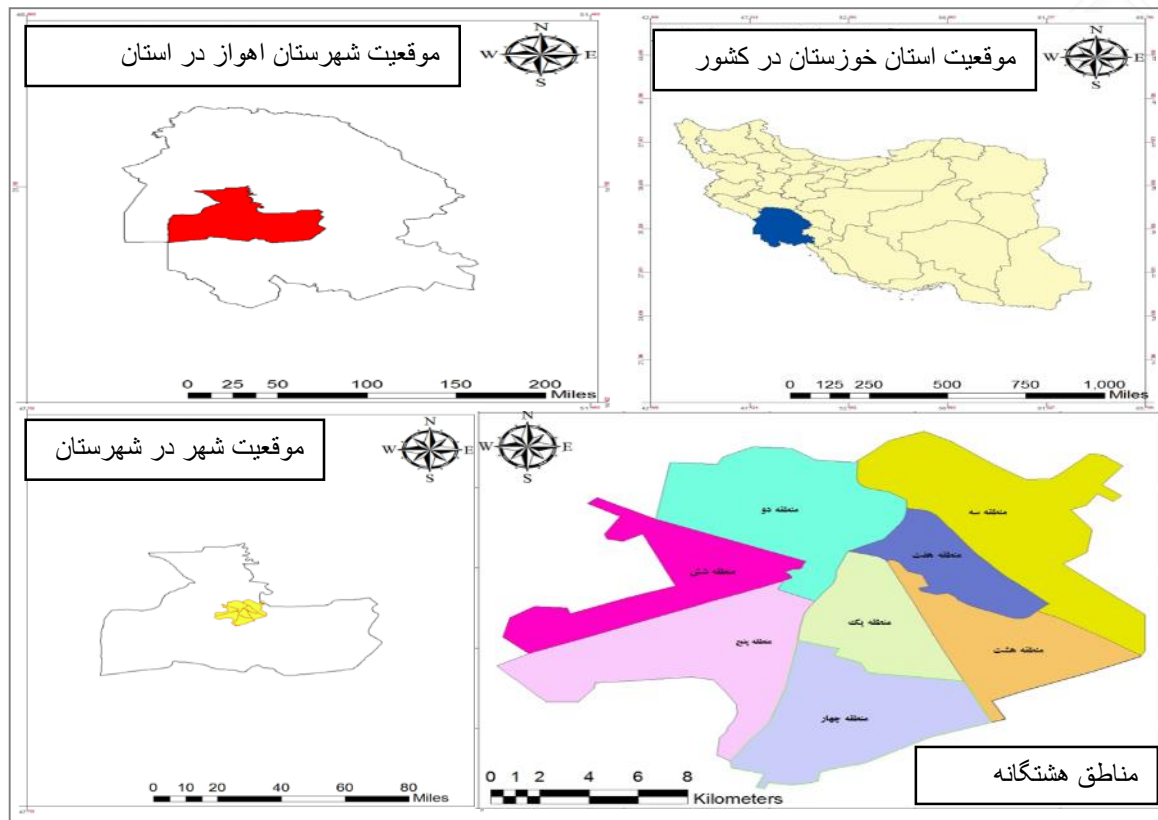 موقعیت شهرستان اهواز در استان
N
W E
S
0 25 50 100 150 200
Miles
موقعیت استان خوزستان در کشور
N
W E
S
0 125 250 500 750 1,000
Miles
موقعیت شهر در شهرستان
N
W E
S
0 10 20 40 60 80
Miles
N
W E
S
منطقه دو
منطقه سه
منطقه هفت
منطقه شش
منطقه یک
منطقه پنج
منطقه هشت
منطقه چهار
0 1 2 4 6 8
Kilometers
مناطق هشتگانه